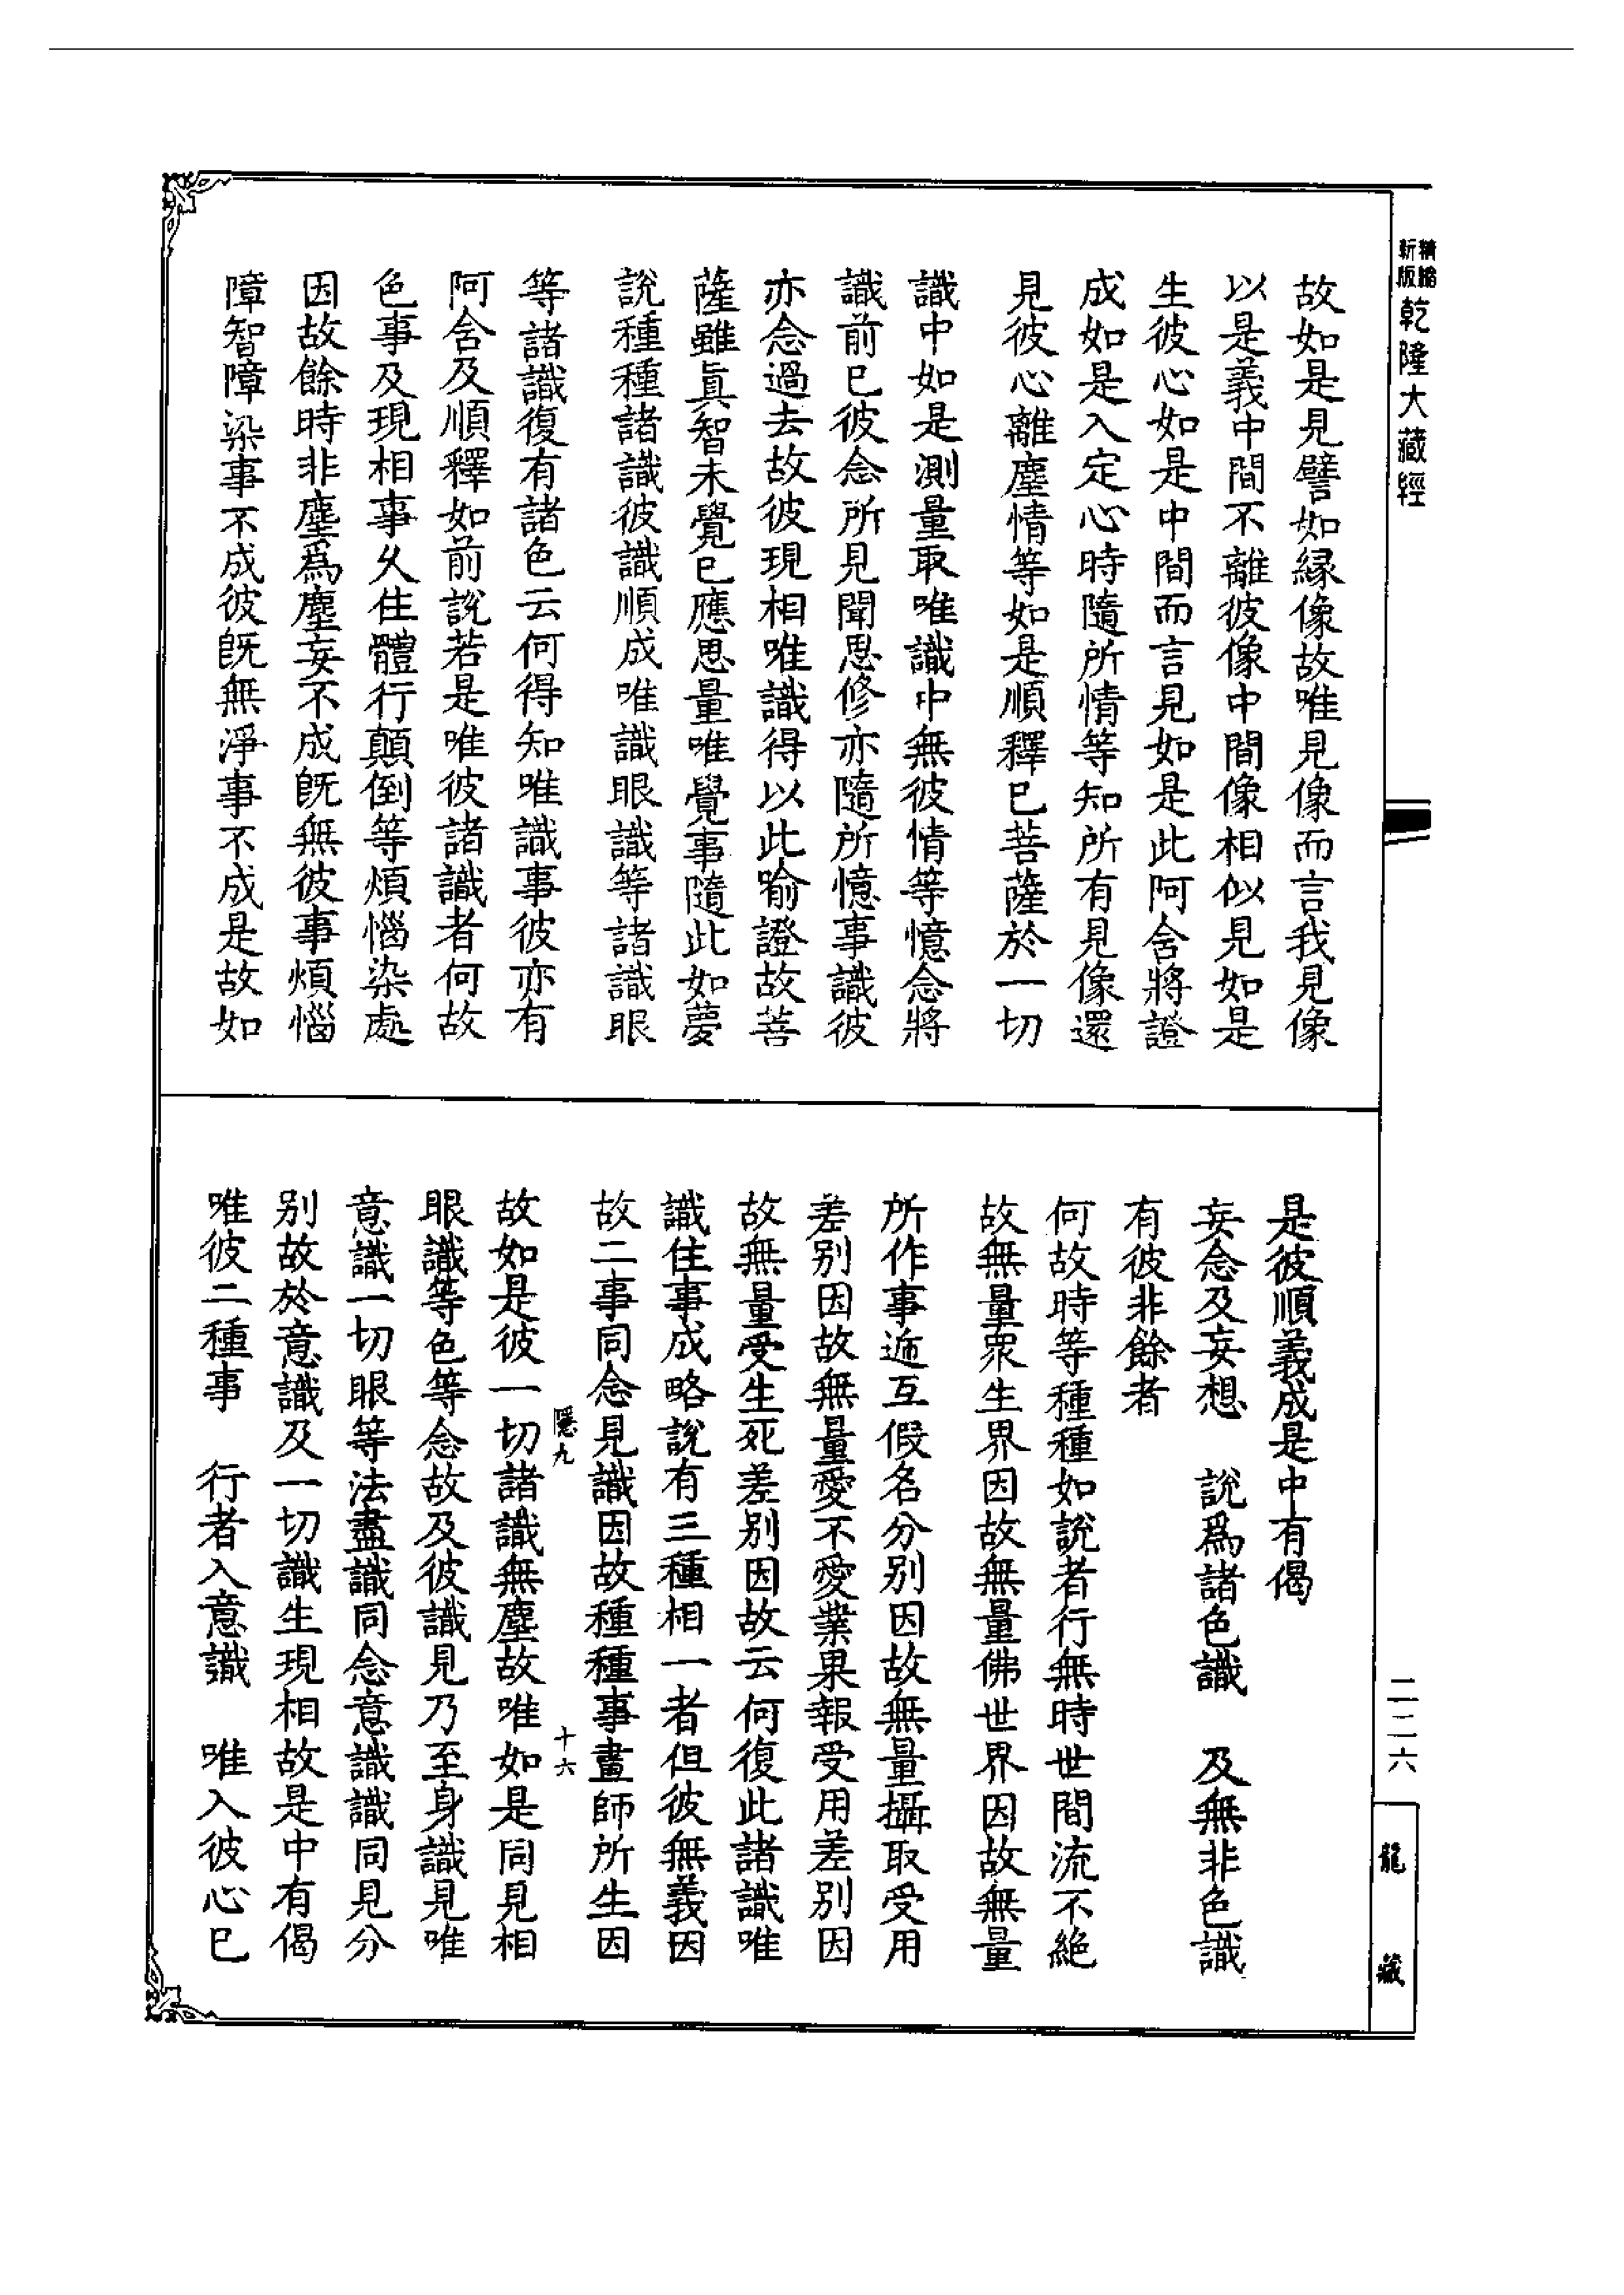 精縮新版乾隆大藏經
故如是見譬如緣像故唯見像而言我見像
以是義中間不離彼像中間像相似見如是
生彼心如是中間而言見如是此阿含將證
成如是入定心時隨所情等知所有見像還
見彼心離塵情等如是順釋已菩薩於一切
識中如是測量取唯識中無彼情等憶念將
識前已彼念所見聞思修亦隨所憶事識彼
亦念過去故彼現相唯識得以此喻證故菩
薩雖眞智未覺已應思量唯覺事隨此如夢
說種種諸識彼識順成唯識眼識等諸識眼
等諸識復有諸色云何得知唯識事彼亦有
阿含及順釋如前說若是唯彼諸識者何故
色事及現相事久住體行顛倒等煩惱染處
因故餘時非塵爲塵妄不成旣無彼事煩惱
障智障染事不成彼旣無淨事不成是故如
是彼順義成是中有偈
妄念及妄想　說爲諸色識　及無非色識
有彼非餘者
何故時等種種如說者行無時世間流不絶
故無量衆生界因故無量佛世界因故無量
所作事遞互假名分別因故無量攝取受用
差別因故無量愛不愛業果報受用差別因
故無量受生死差別因故云何復此諸識唯
識住事成略說有三種相一者但彼無義因
故二事同念見識因故種種事畫師所生因
隱九　十六
故如是彼一切諸識無塵故唯如是同見相
眼識等色等念故及彼識見乃至身識見唯
意識一切眼等法盡識同念意識識同見分
別故於意識及一切識生現相故是中有偈
唯彼二種事　行者入意識　唯入彼心已
二二六
龍藏